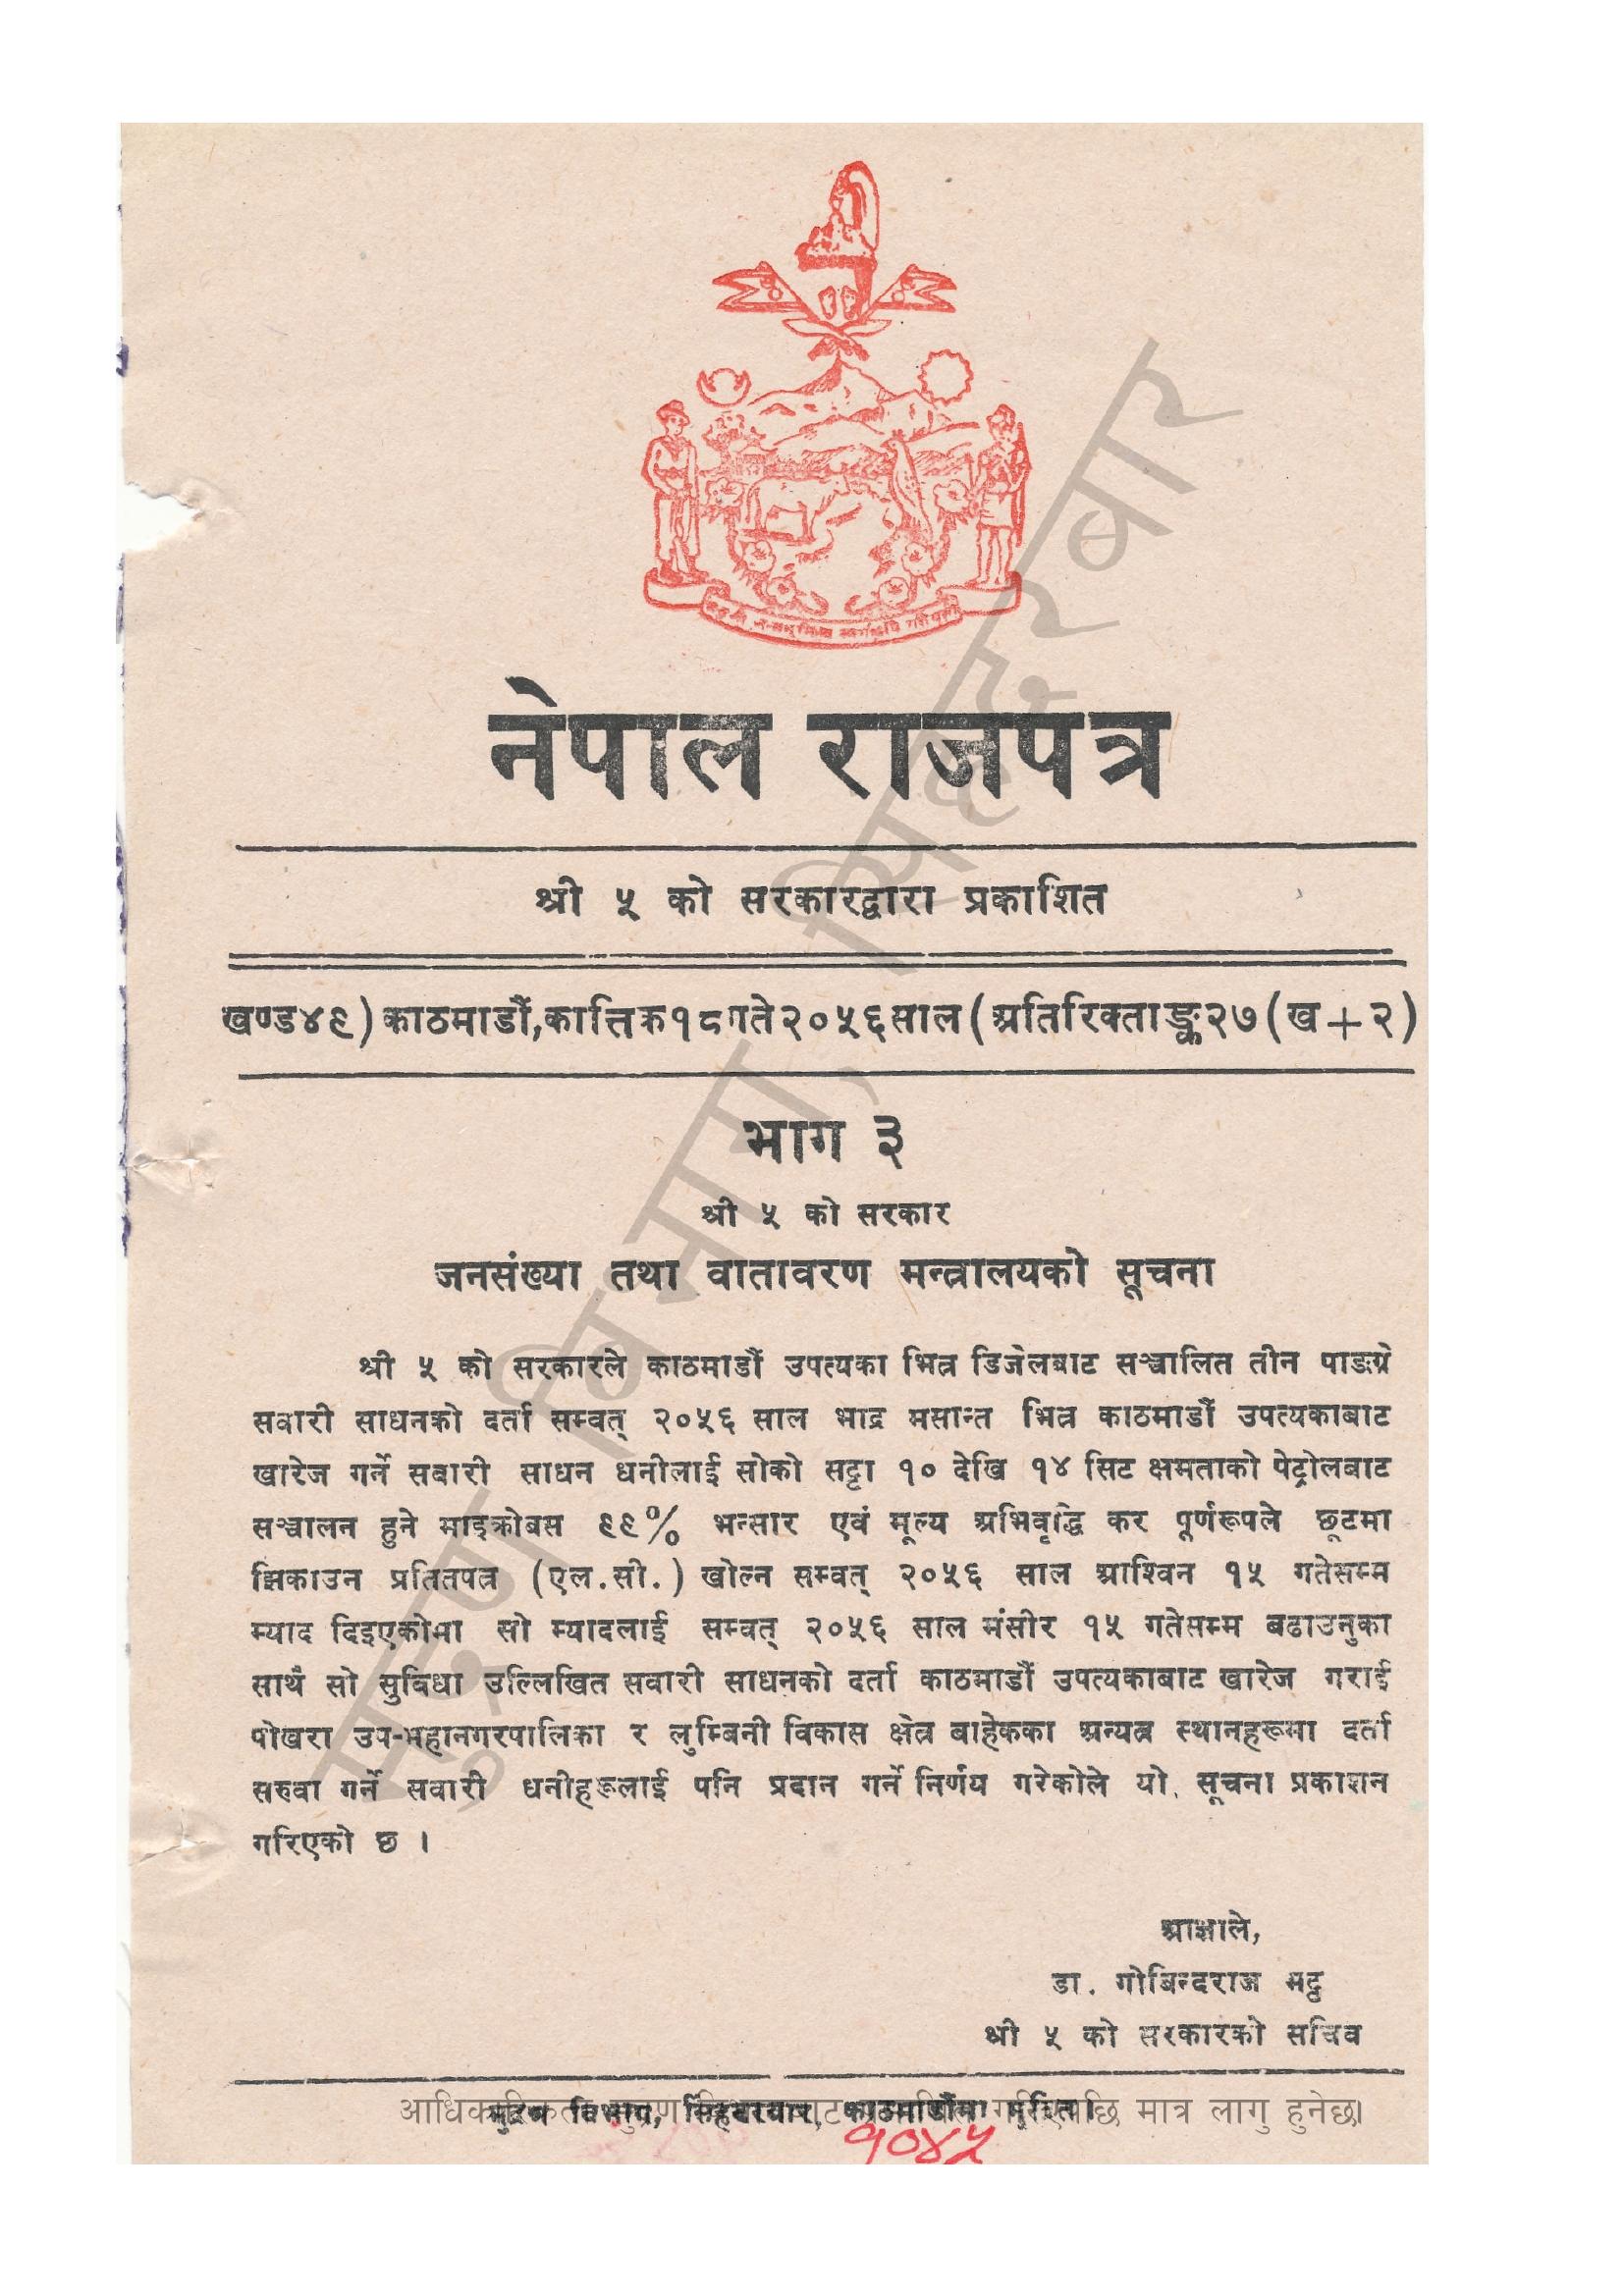 नेपाल राजपत्र
श्री ५ को सरकारद्वारा प्रकाशित
खण्ड४९) काठमाडौं,कात्तिक१८गते२०५६साल (अतिरिक्ताङ्क२७(ख+२)
भाग ३
श्री ५ को सरकार
जनसंख्या तथा वातावरण मन्त्रालयको सूचना
श्री ५ को सरकारले काठमाडौं उपत्यका भित्र डिजेलबाट सञ्चालित तीन पाङग्रे
सवारी साधनको दर्ता सम्वत् २०५६ साल भाद्र मसान्त भित्र काठमाडौं उपत्यकाबाट
खारेज गर्ने सवारी साधन धनीलाई सोको सट्टा १० देखि १४ सिट क्षमताको पेट्रोलबाट
सञ्चालन हुने माइक्रोबस ९९% भन्सार एवं मूल्य अभिवृद्धि कर पूर्णरूपले छूटमा
झिकाउन प्रतितपत्र (एल.सी.) खोल्न सम्वत् २०५६ साल आश्विन १५ गतेसम्म
म्याद दिइएकोमा सो म्यादलाई सम्वत् २०५६ साल मंसीर १५ गतेसम्म बढाउनुका
साथै सो सुविधा उल्लिखित सवारी साधनको दर्ता काठमाडौं उपत्यकाबाट खारेज गराई
पोखरा उप-महानगरपालिका र लुम्बिनी विकास क्षेत्र बाहेकका अन्यत्र स्थानहरूमा दर्ता
सरुवा गर्ने सवारी धनीहरूलाई पनि प्रदान गर्ने निर्णय गरेकोले यो सूचना प्रकाशन
गरिएको छ ।
आज्ञाले,
डा. गोबिन्दराज भट्ट
श्री ५ को सरकारको सचिव
मुद्रण विभाग, सिंहदरवार, काठमाडौंमा मुद्रित।
मात्र लागु हुनेछ।
१०४५
मुद्रण विभाग, सिंहदरवार